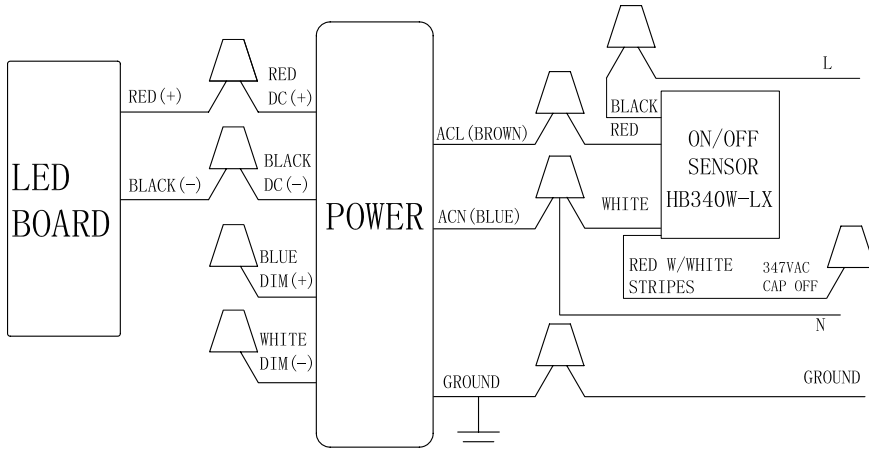 RED(+)
RED
DC(+)
BLACK(-)
BLACK
DC(-)
LED
BOARD
BLUE
DIM(+)
WHITE
DIM(-)
POWER
ACL(BROWN)
ACN(BLUE)
GROUND
L
BLACK
RED
ON/OFF
SENSOR
HB340W-LX
WHITE
RED W/WHITE
STRIPES
347VAC
CAP OFF
N
GROUND